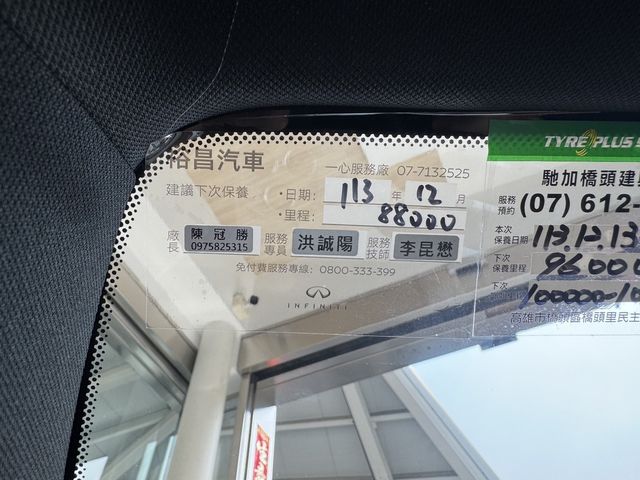 裕昌汽車
一心服務廠 07-7132525
建議下次保養 •日期: 113 年 12 月
•里程: 88000
廠長 陳冠勝 0975825315 服務專員 洪誠陽 服務技師 李昆懋
免付費服務專線：0800-333-399
INFINITI
TYREPLUS
馳加橋頭建
服務預約 (07) 612-
本次保養日期 113.12.13
下次保養里程 96000
下次
100000
高雄市橋頭區橋頭里民主